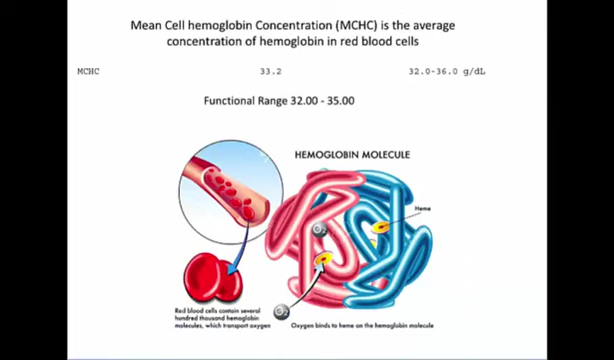 Mean Cell hemoglobin Concentration (MCHC) is the average
concentration of hemoglobin in red blood cells
MCHC 33.2 32.0-36.0 g/dL
Functional Range 32.00 - 35.00
HEMOGLOBIN MOLECULE
Heme
O2
O2
Red blood cells contain several
hundred thousand hemoglobin
molecules, which transport oxygen
Oxygen binds to heme on the hemoglobin molecule